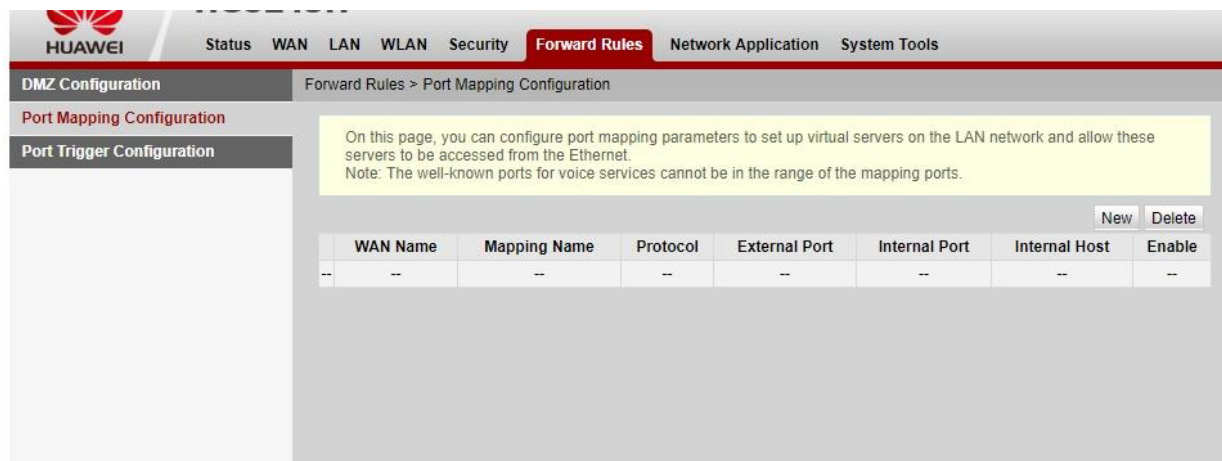 HUAWEI
Status WAN LAN WLAN Security Forward Rules Network Application System Tools
DMZ Configuration
Port Mapping Configuration
Port Trigger Configuration
Forward Rules > Port Mapping Configuration
On this page, you can configure port mapping parameters to set up virtual servers on the LAN network and allow these
servers to be accessed from the Ethernet.
Note: The well-known ports for voice services cannot be in the range of the mapping ports.
New Delete
WAN Name Mapping Name Protocol External Port Internal Port Internal Host Enable
-- -- -- -- -- -- -- --